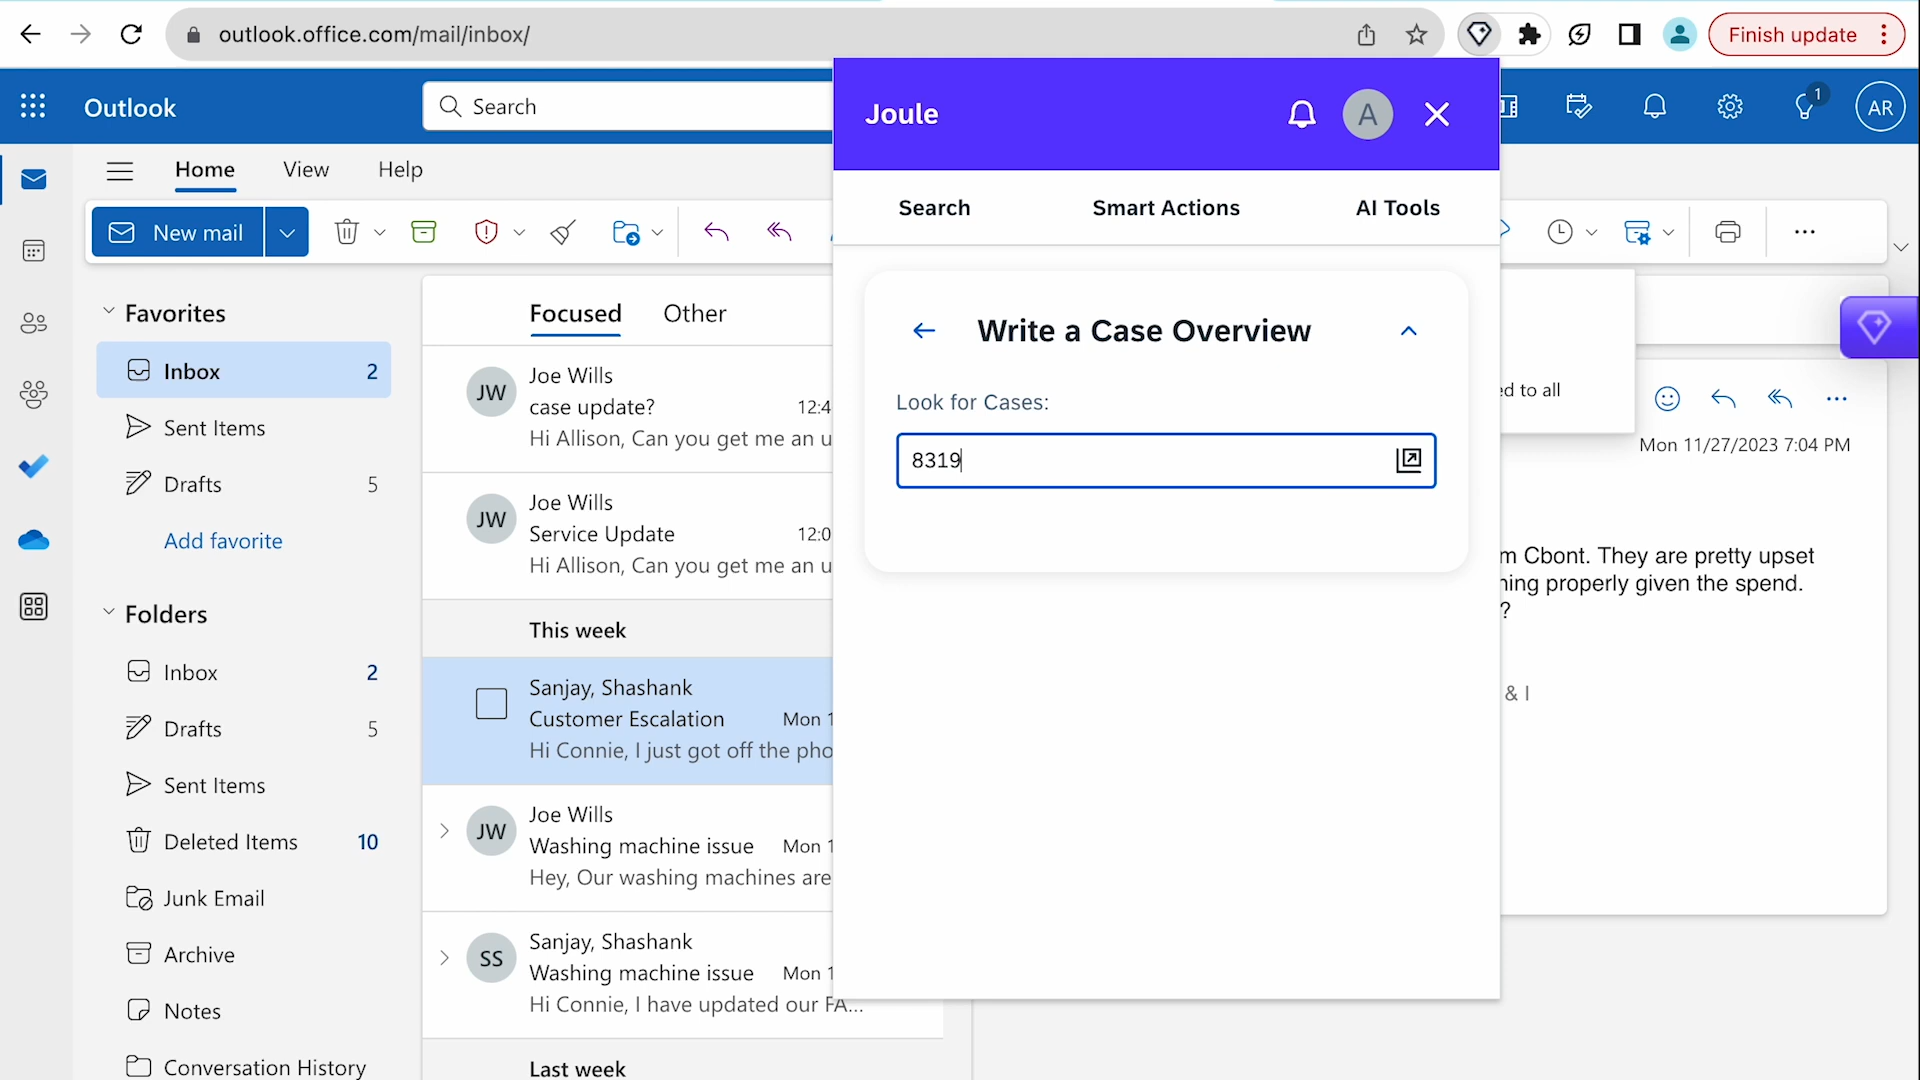 outlook.office.com/mail/inbox/
Finish update
Outlook
Search
1
AR
Joule
A
Home
View
Help
New mail
Search
Smart Actions
AI Tools
Favorites
Inbox 2
Sent Items
Drafts 5
Add favorite
Folders
Inbox 2
Drafts 5
Sent Items
Deleted Items 10
Junk Email
Archive
Notes
Conversation History
Focused
Other
JW
Joe Wills
case update? 12:4
Hi Allison, Can you get me an u
JW
Joe Wills
Service Update 12:0
Hi Allison, Can you get me an u
This week
Sanjay, Shashank
Customer Escalation Mon 1
Hi Connie, I just got off the pho
JW
Joe Wills
Washing machine issue Mon 1
Hey, Our washing machines are
SS
Sanjay, Shashank
Washing machine issue Mon 1
Hi Connie, I have updated our FA...
Last week
Write a Case Overview
Look for Cases:
8319
ed to all
Mon 11/27/2023 7:04 PM
m Cbont. They are pretty upset
ning properly given the spend.
?
& I